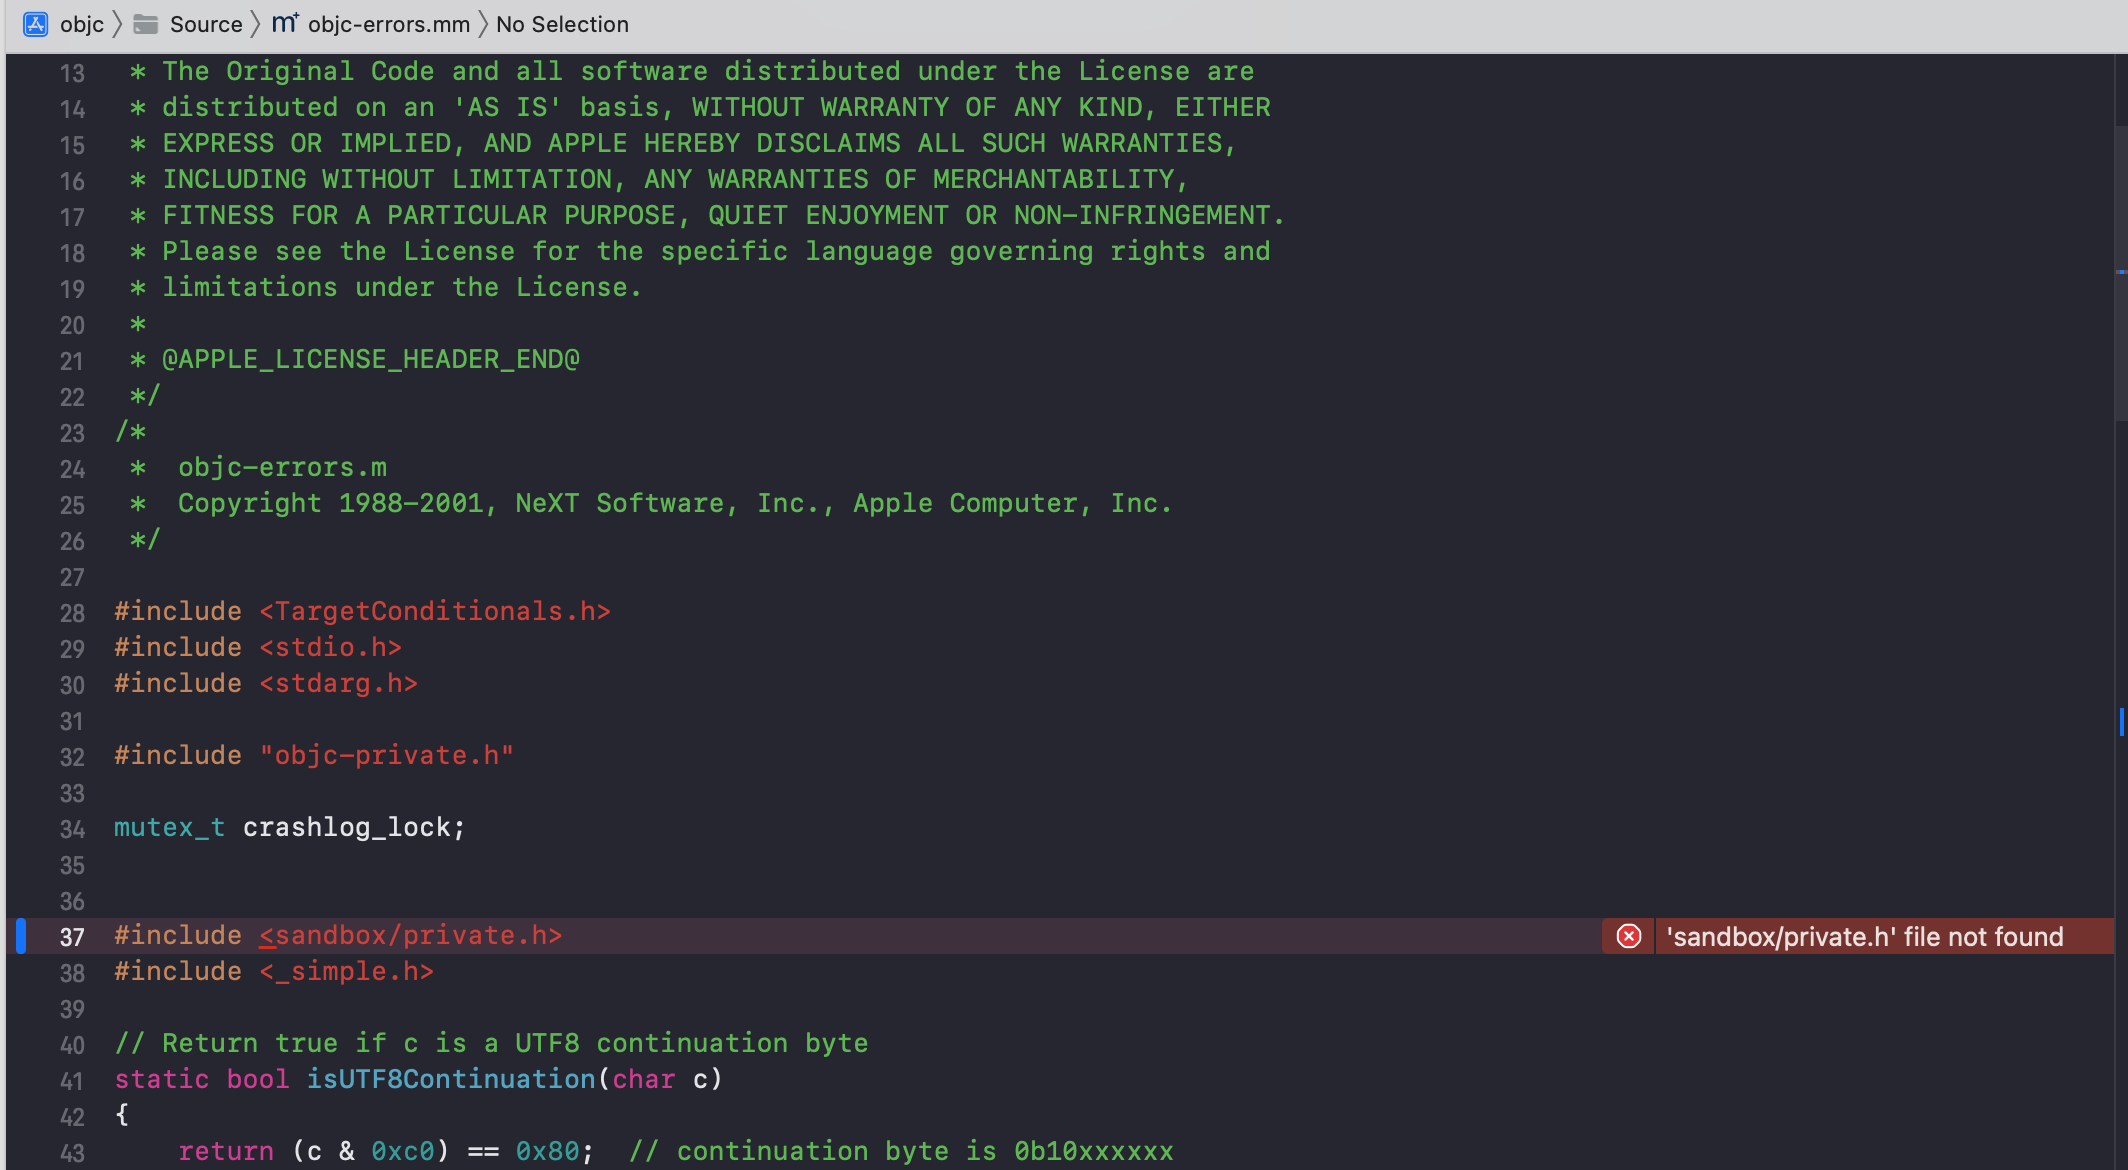 objc 〉 Source 〉 m+ objc-errors.mm 〉 No Selection
13  * The Original Code and all software distributed under the License are
14  * distributed on an 'AS IS' basis, WITHOUT WARRANTY OF ANY KIND, EITHER
15  * EXPRESS OR IMPLIED, AND APPLE HEREBY DISCLAIMS ALL SUCH WARRANTIES,
16  * INCLUDING WITHOUT LIMITATION, ANY WARRANTIES OF MERCHANTABILITY,
17  * FITNESS FOR A PARTICULAR PURPOSE, QUIET ENJOYMENT OR NON-INFRINGEMENT.
18  * Please see the License for the specific language governing rights and
19  * limitations under the License.
20  *
21  * @APPLE_LICENSE_HEADER_END@
22  */
23 /*
24  *  objc-errors.m
25  *  Copyright 1988-2001, NeXT Software, Inc., Apple Computer, Inc.
26  */
27
28 #include <TargetConditionals.h>
29 #include <stdio.h>
30 #include <stdarg.h>
31
32 #include "objc-private.h"
33
34 mutex_t crashlog_lock;
35
36
37 #include <sandbox/private.h> 'sandbox/private.h' file not found
38 #include <_simple.h>
39
40 // Return true if c is a UTF8 continuation byte
41 static bool isUTF8Continuation(char c)
42 {
43     return (c & 0xc0) == 0x80;  // continuation byte is 0b10xxxxxx